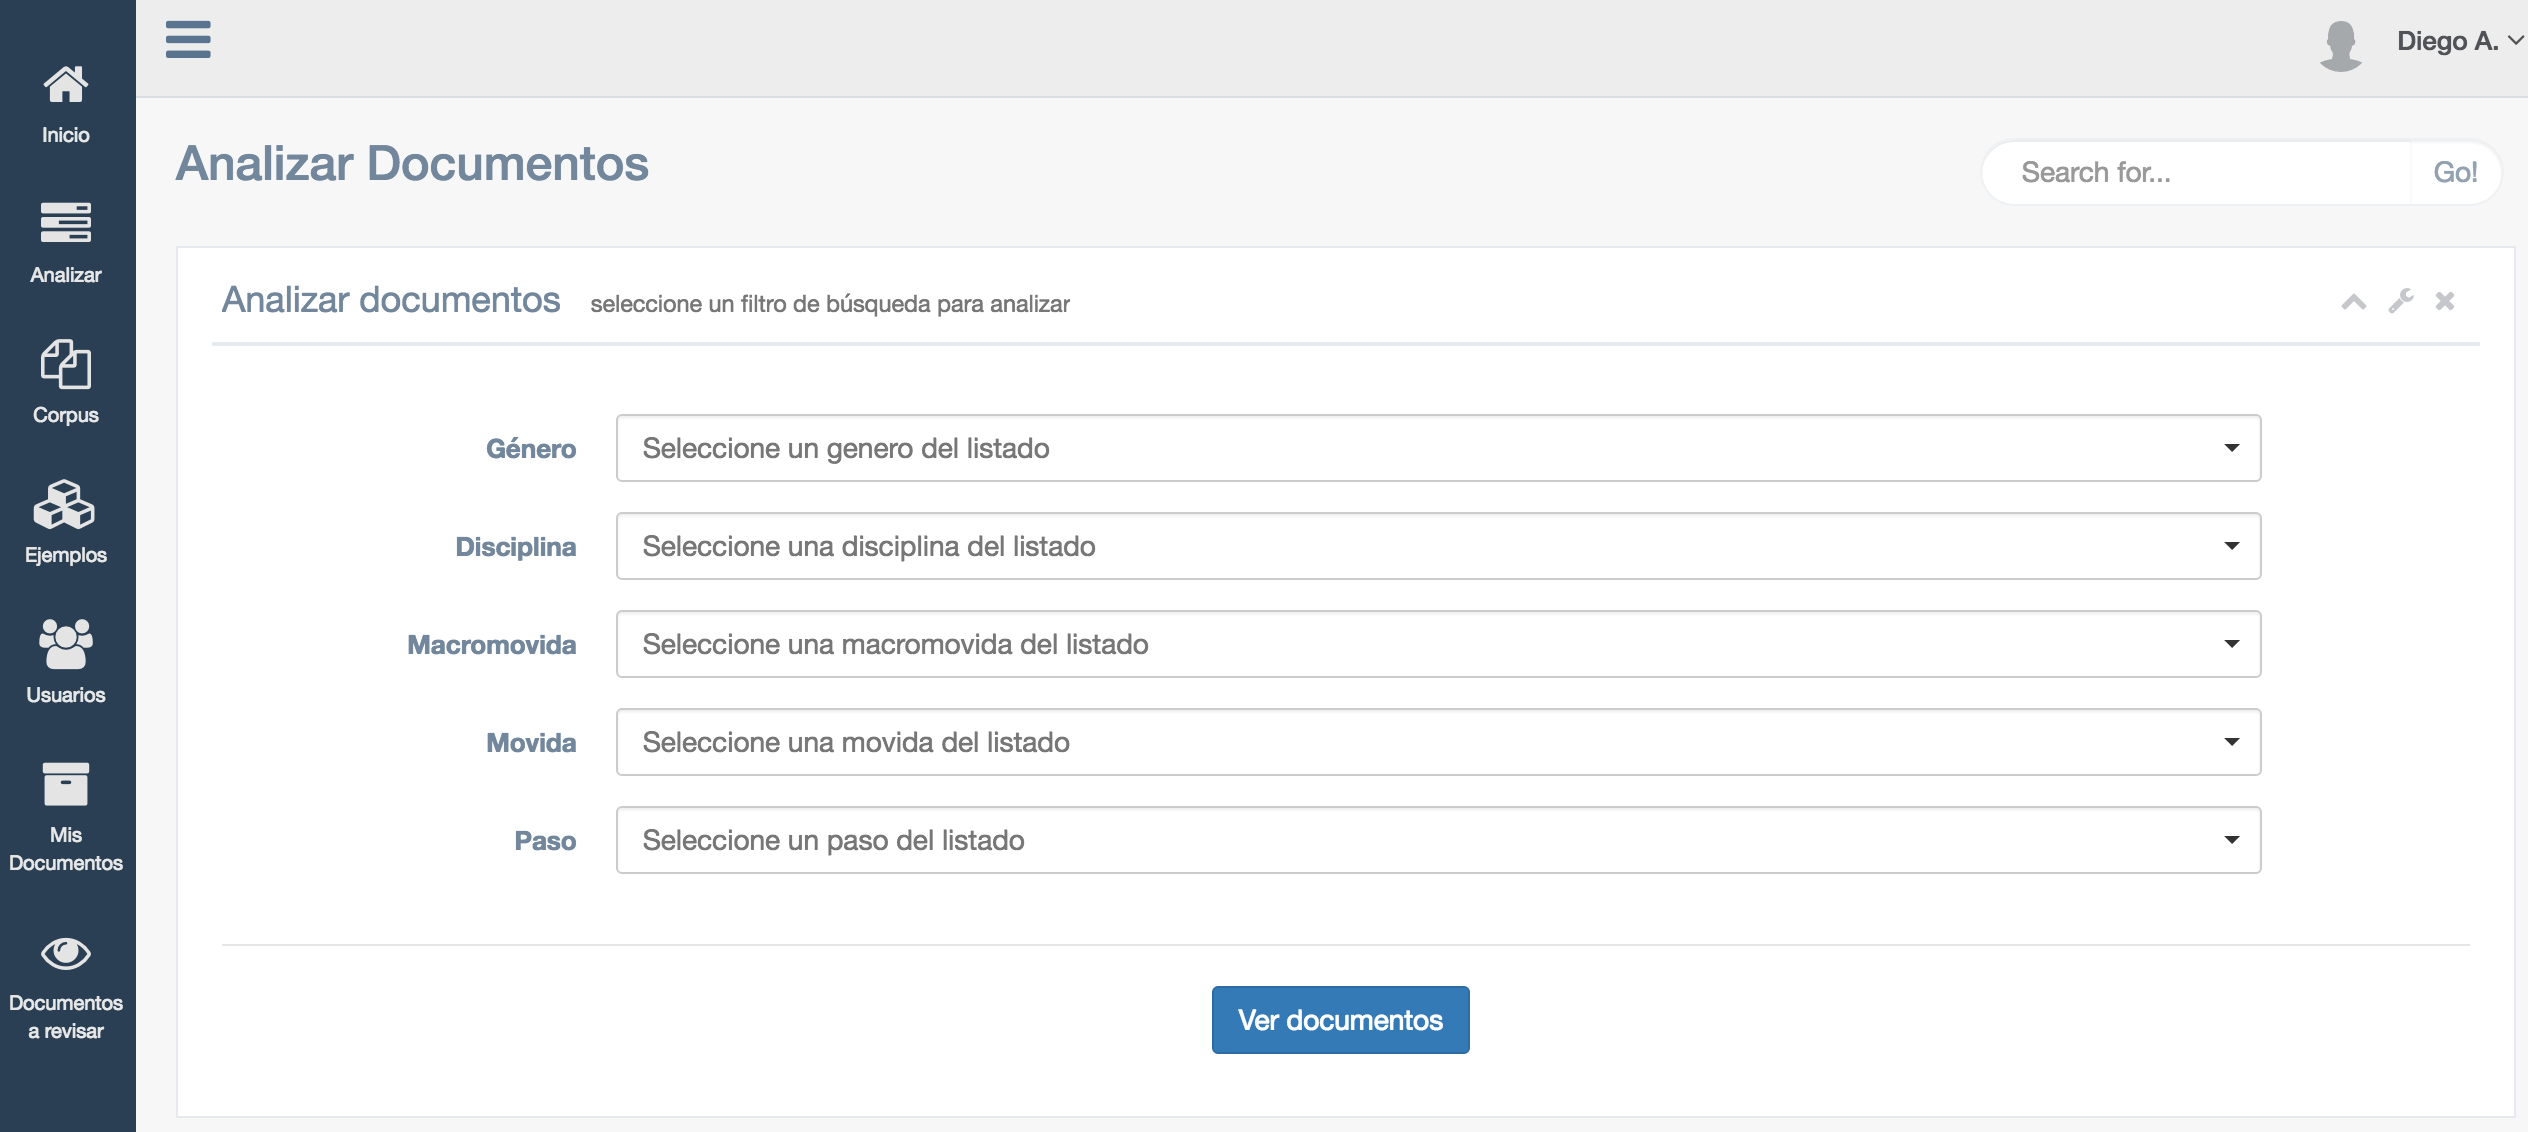 Inicio
Analizar
Corpus
Ejemplos
Usuarios
Mis
Documentos
Documentos
a revisar
Diego A.
Analizar Documentos
Search for...
Go!
Analizar documentos seleccione un filtro de búsqueda para analizar
Género Seleccione un genero del listado
Disciplina Seleccione una disciplina del listado
Macromovida Seleccione una macromovida del listado
Movida Seleccione una movida del listado
Paso Seleccione un paso del listado
Ver documentos